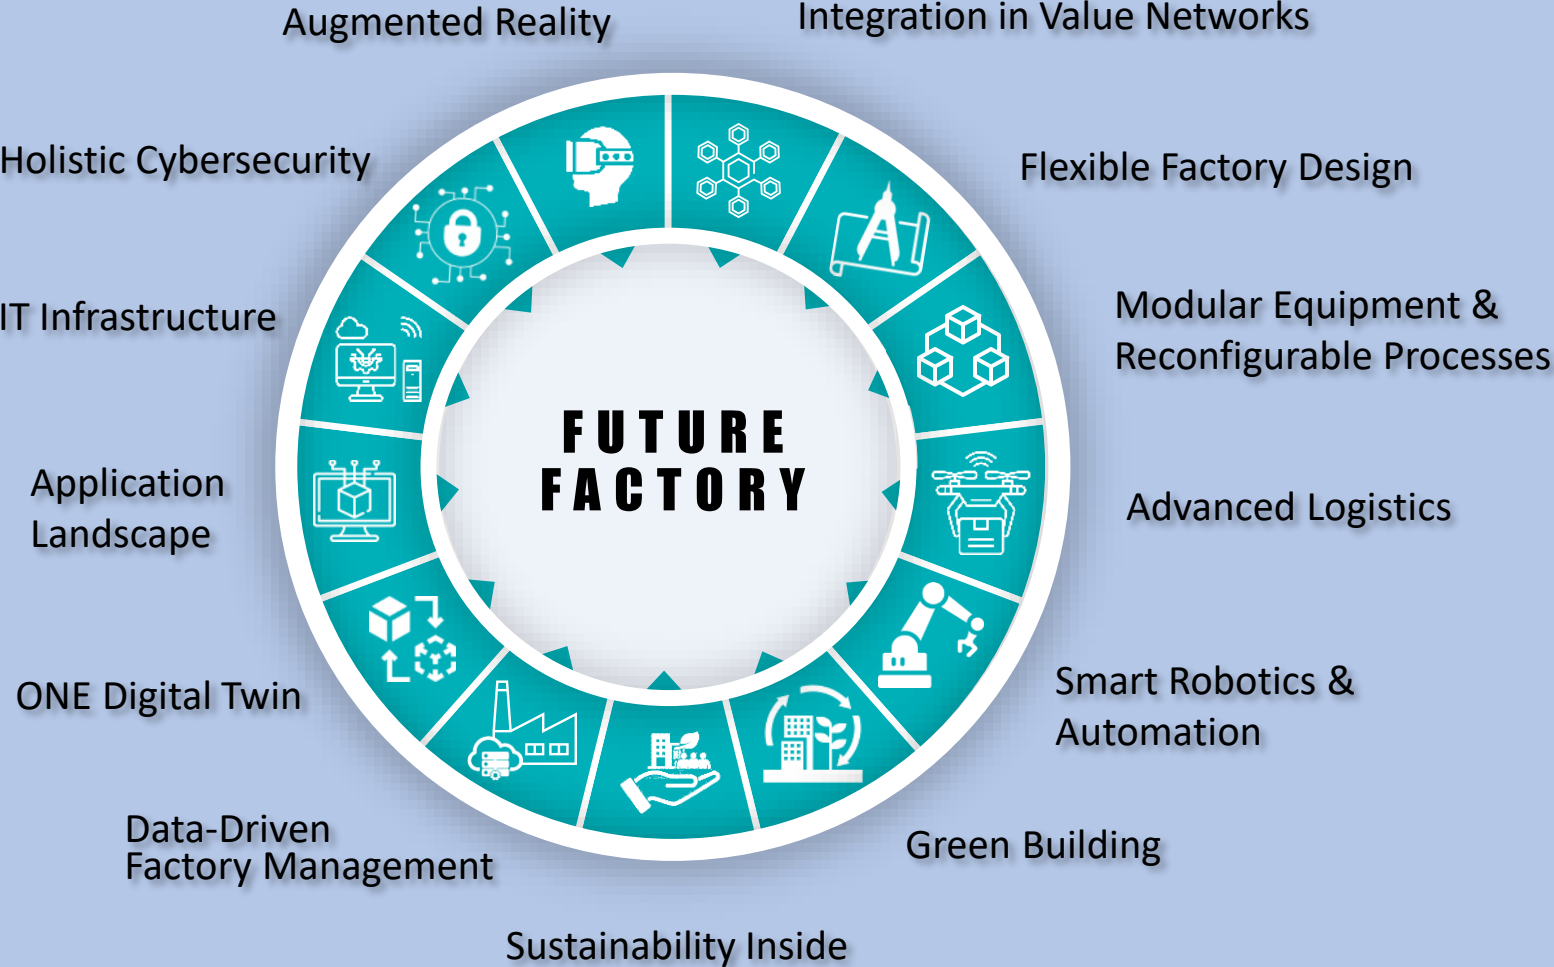 Augmented Reality
Integration in Value Networks
Holistic Cybersecurity
Flexible Factory Design
IT Infrastructure
Modular Equipment &
Reconfigurable Processes
FUTURE
FACTORY
Application
Landscape
Advanced Logistics
ONE Digital Twin
Smart Robotics &
Automation
Data-Driven
Factory Management
Green Building
Sustainability Inside